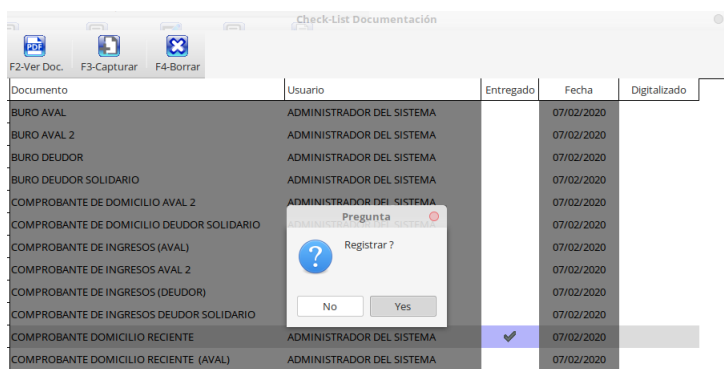 Check-List Documentación
F2-Ver Doc. F3-Capturar F4-Borrar
Documento Usuario Entregado Fecha Digitalizado
BURO AVAL ADMINISTRADOR DEL SISTEMA 07/02/2020
BURO AVAL 2 ADMINISTRADOR DEL SISTEMA 07/02/2020
BURO DEUDOR ADMINISTRADOR DEL SISTEMA 07/02/2020
BURO DEUDOR SOLIDARIO ADMINISTRADOR DEL SISTEMA 07/02/2020
COMPROBANTE DE DOMICILIO AVAL 2 ADMINISTRADOR DEL SISTEMA 07/02/2020
COMPROBANTE DE DOMICILIO DEUDOR SOLIDARIO ADMINISTRADOR DEL SISTEMA 07/02/2020
Pregunta
COMPROBANTE DE INGRESOS (AVAL) 07/02/2020
Registrar ?
COMPROBANTE DE INGRESOS AVAL 2 07/02/2020
COMPROBANTE DE INGRESOS (DEUDOR) 07/02/2020
No Yes
COMPROBANTE DE INGRESOS DEUDOR SOLIDARIO 07/02/2020
COMPROBANTE DOMICILIO RECIENTE ADMINISTRADOR DEL SISTEMA 07/02/2020
COMPROBANTE DOMICILIO RECIENTE (AVAL) ADMINISTRADOR DEL SISTEMA 07/02/2020